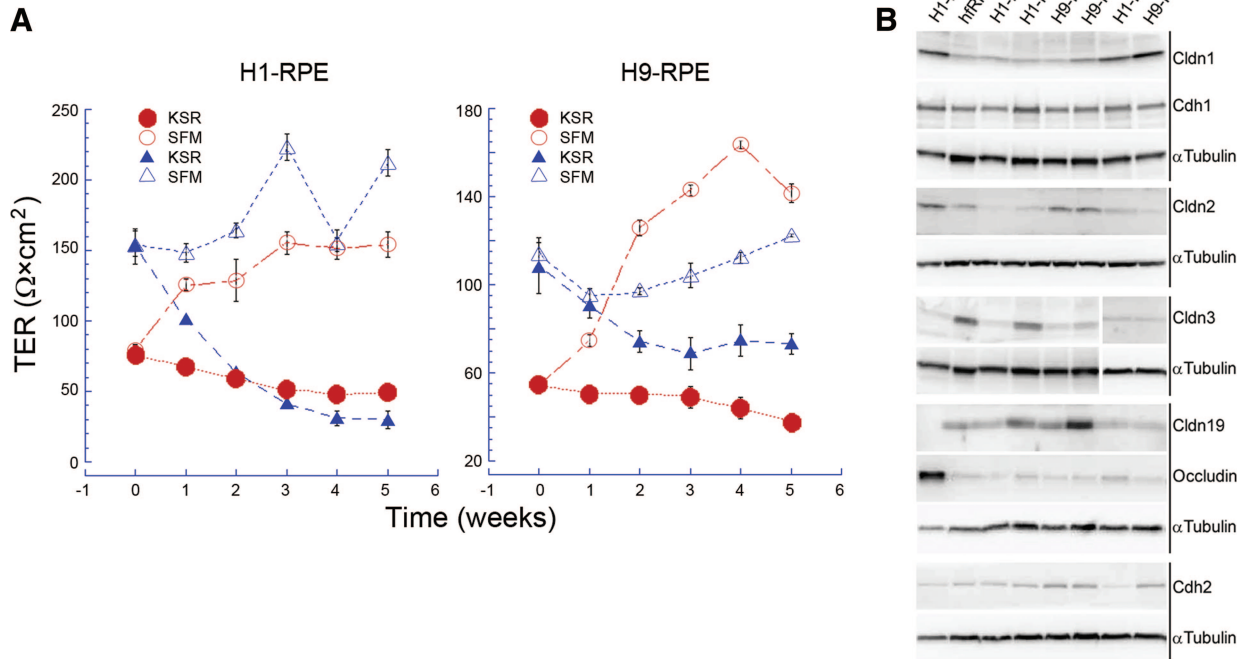 A
H1-RPE
250
200
150
100
50
0
KSR
SFM
KSR
SFM
-1 0 1 2 3 4 5 6
TER (Ω×cm²)
H9-RPE
180
140
100
60
20
KSR
SFM
KSR
SFM
-1 0 1 2 3 4 5 6
Time (weeks)
B
Cldn1
Cdh1
αTubulin
Cldn2
αTubulin
Cldn3
αTubulin
Cldn19
Occludin
αTubulin
Cdh2
αTubulin